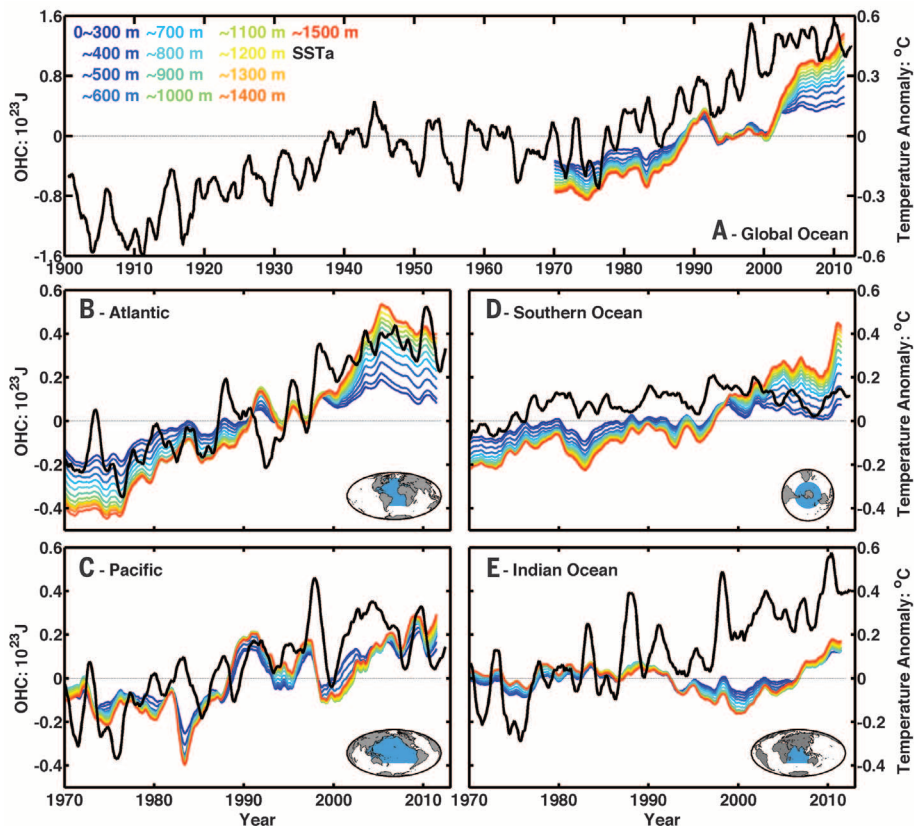 0~300 m ~700 m ~1100 m ~1500 m
~400 m ~800 m ~1200 m SSTa
~500 m ~900 m ~1300 m
~600 m ~1000 m ~1400 m
OHC: 10²³J
1.6
0.8
0
-0.8
-1.6
Temperature Anomaly: °C
0.6
0.3
0
-0.3
-0.6
A - Global Ocean
1900 1910 1920 1930 1940 1950 1960 1970 1980 1990 2000 2010
B - Atlantic
OHC: 10²³J
0.6
0.4
0.2
0
-0.2
-0.4
D - Southern Ocean
Temperature Anomaly: °C
0.6
0.4
0.2
0
-0.2
-0.4
C - Pacific
OHC: 10²³J
0.6
0.4
0.2
0
-0.2
-0.4
1970 1980 1990 2000 2010
Year
E - Indian Ocean
Temperature Anomaly: °C
0.6
0.4
0.2
0
-0.2
-0.4
1970 1980 1990 2000 2010
Year